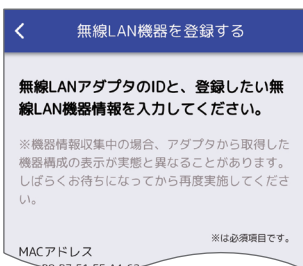 無線LAN機器を登録する
無線LANアダプタのIDと、登録したい無
線LAN機器情報を入力してください。
※機器情報収集中の場合、アダプタから取得した
機器構成の表示が実態と異なることがあります。
しばらくお待ちになってから再度実施してくださ
い。
※は必須項目です。
MACアドレス